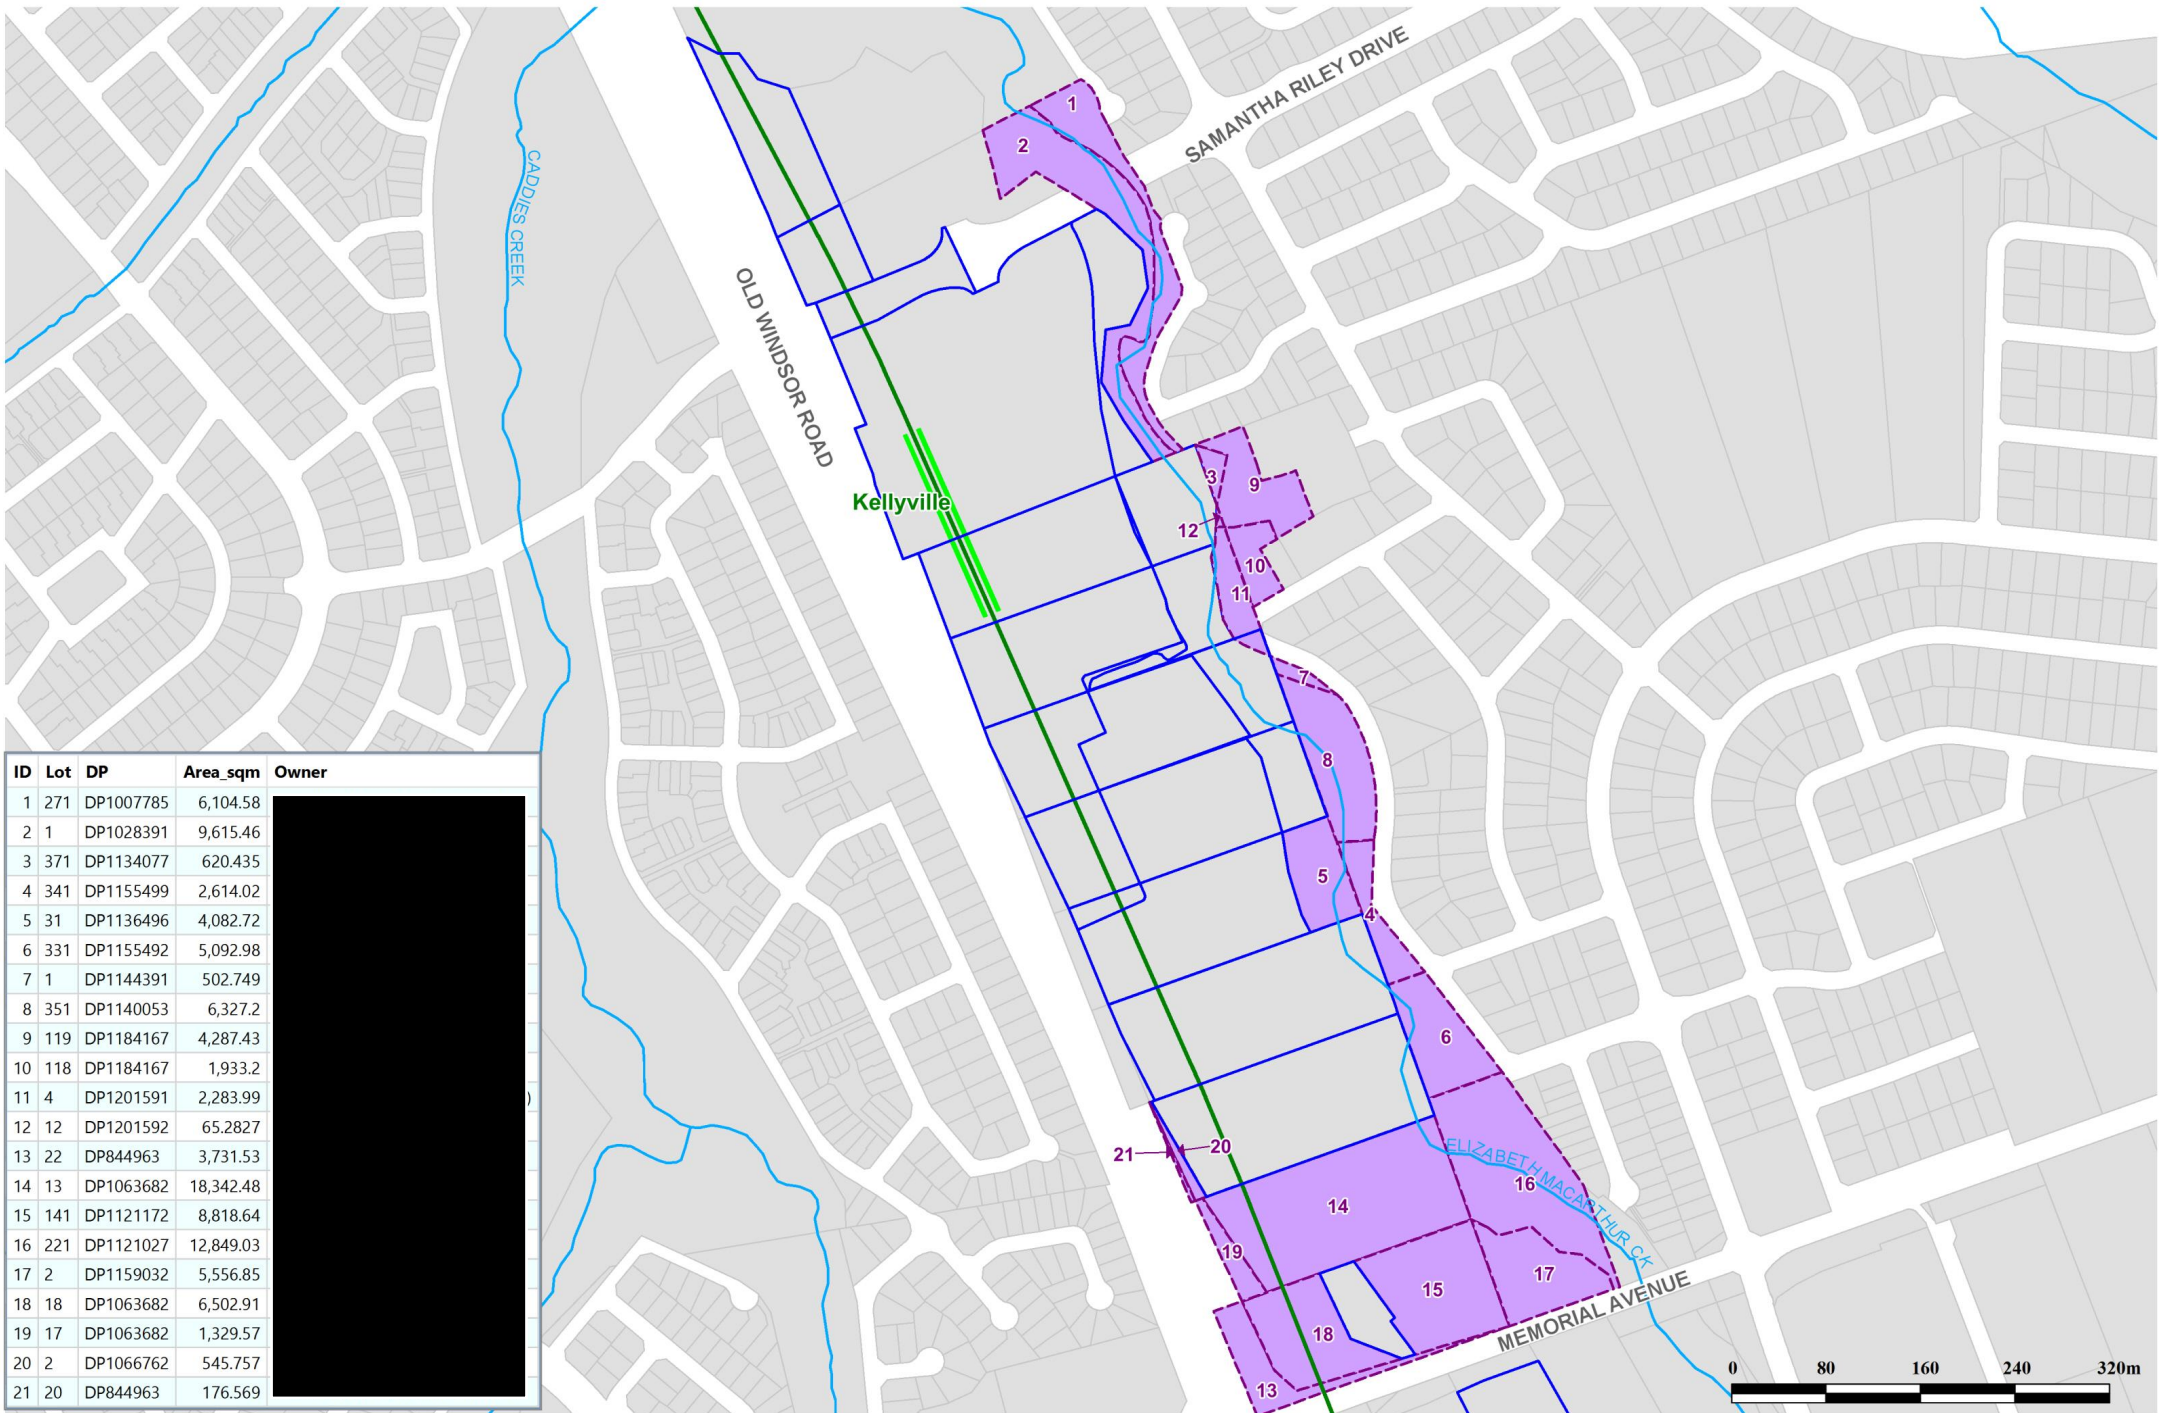 SAMANTHA RILEY DRIVE
CADDIES CREEK
OLD WINDSOR ROAD
Kellyville
1
2
3
9
12
10
11
7
8
5
4
6
21
20
14
16
ELIZABETH MACARTHUR CK
19
15
17
18
13
MEMORIAL AVENUE
0 80 160 240 320m
ID Lot DP Area_sqm Owner
1 271 DP1007785 6,104.58
2 1 DP1028391 9,615.46
3 371 DP1134077 620.435
4 341 DP1155499 2,614.02
5 31 DP1136496 4,082.72
6 331 DP1155492 5,092.98
7 1 DP1144391 502.749
8 351 DP1140053 6,327.2
9 119 DP1184167 4,287.43
10 118 DP1184167 1,933.2
11 4 DP1201591 2,283.99 )
12 12 DP1201592 65.2827
13 22 DP844963 3,731.53
14 13 DP1063682 18,342.48
15 141 DP1121172 8,818.64
16 221 DP1121027 12,849.03
17 2 DP1159032 5,556.85
18 18 DP1063682 6,502.91
19 17 DP1063682 1,329.57
20 2 DP1066762 545.757
21 20 DP844963 176.569